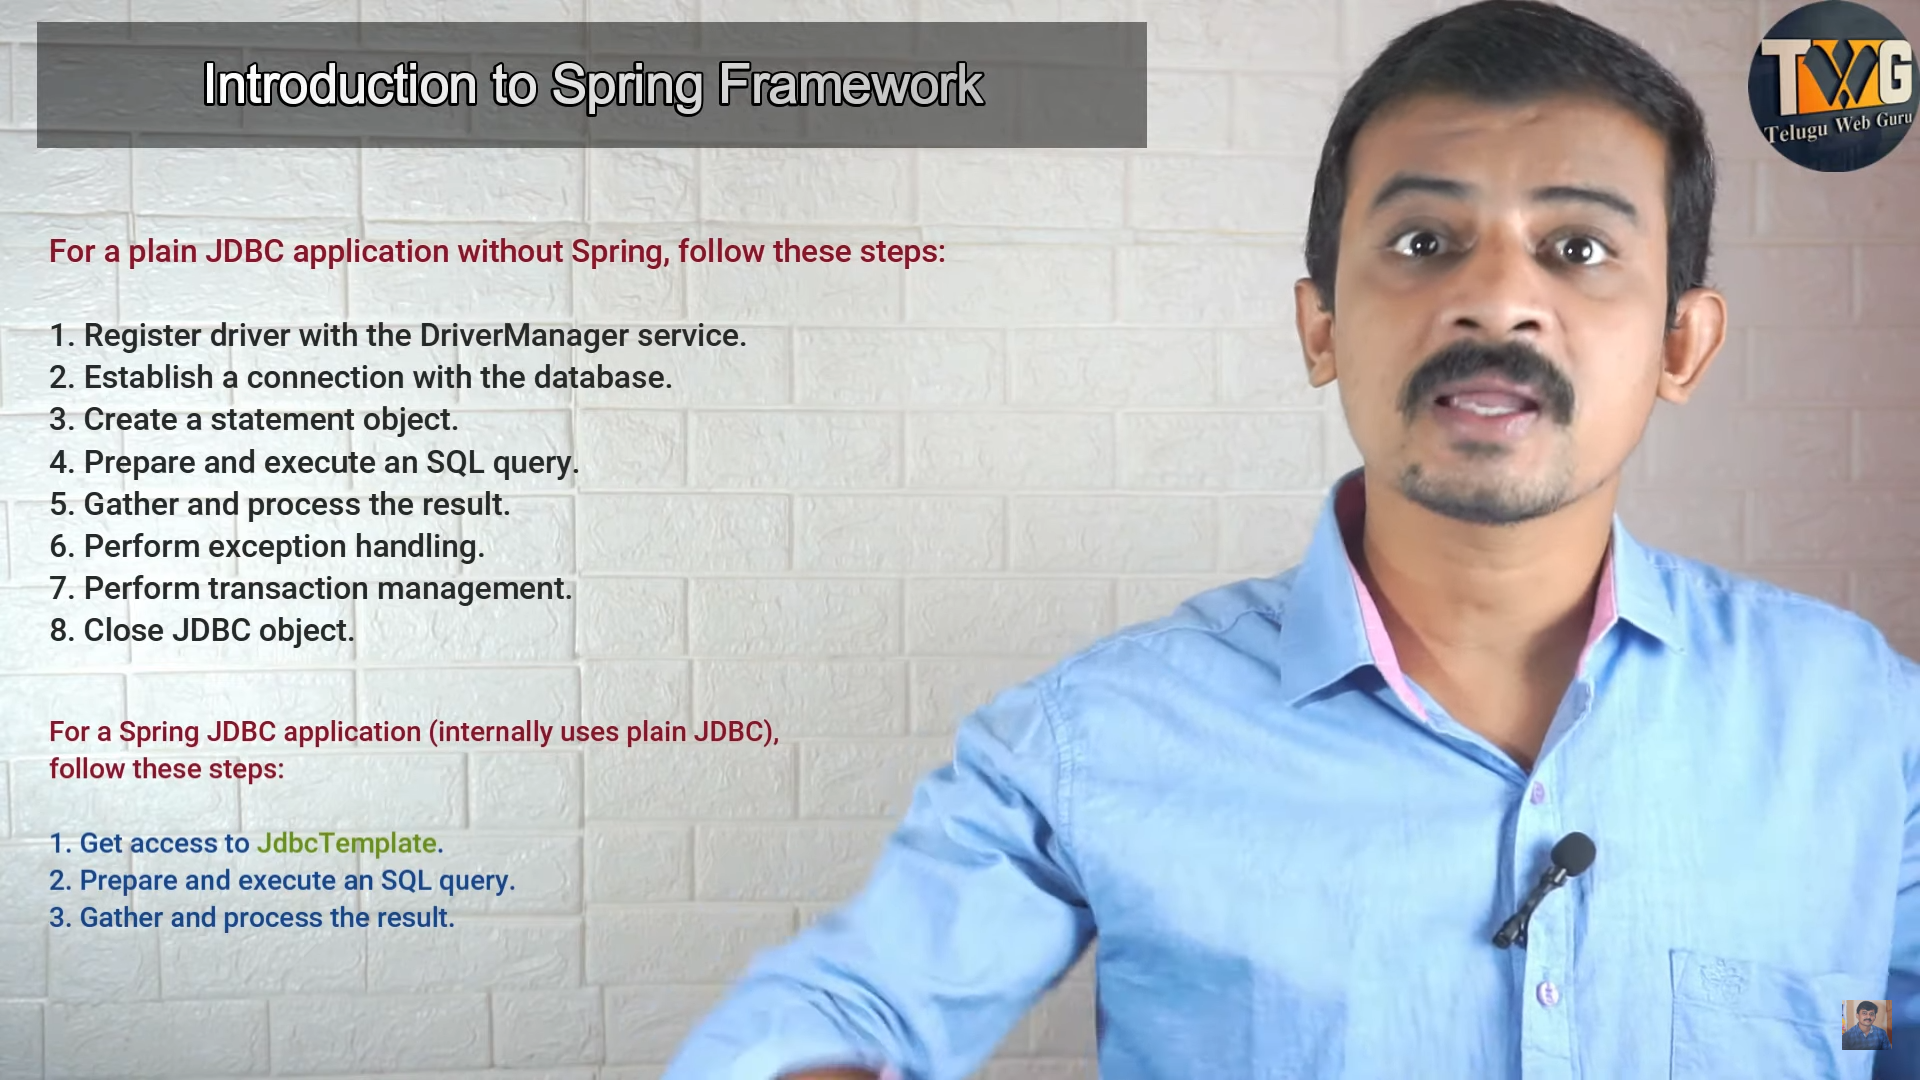 Introduction to Spring Framework
TWG
Telugu Web Guru
For a plain JDBC application without Spring, follow these steps:
1. Register driver with the DriverManager service.
2. Establish a connection with the database.
3. Create a statement object.
4. Prepare and execute an SQL query.
5. Gather and process the result.
6. Perform exception handling.
7. Perform transaction management.
8. Close JDBC object.
For a Spring JDBC application (internally uses plain JDBC),
follow these steps:
1. Get access to JdbcTemplate.
2. Prepare and execute an SQL query.
3. Gather and process the result.